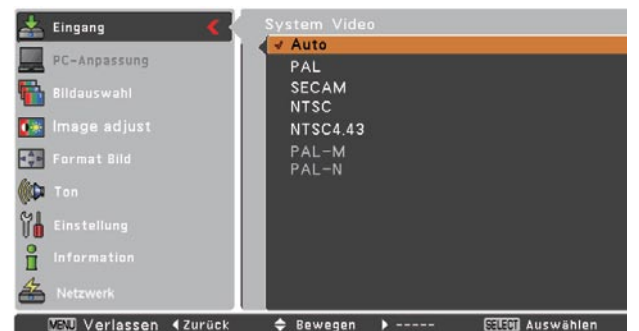 Eingang
PC-Anpassung
Bildauswahl
Image adjust
Format Bild
Ton
Einstellung
Information
Netzwerk
System Video
Auto
PAL
SECAM
NTSC
NTSC4.43
PAL-M
PAL-N
MENU Verlassen Zurück Bewegen ----- SELECT Auswählen